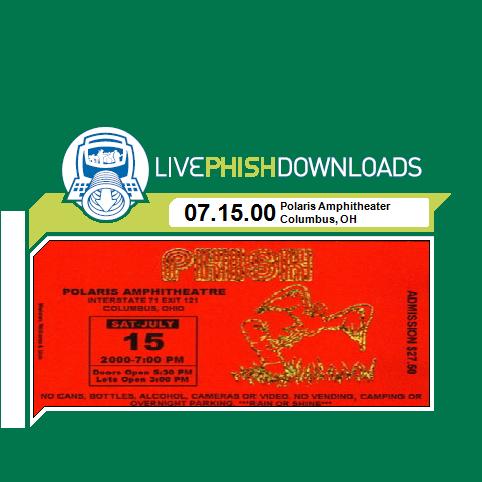 LIVEPHISHDOWNLOADS
07.15.00
Polaris Amphitheater
Columbus, OH
PHISH
POLARIS AMPHITHEATRE
INTERSTATE 71 EXIT 121
COLUMBUS, OHIO
SAT-JULY
15
2000-7:00 PM
Doors Open 5:30 PM
Lots Open 3:00 PM
ADMISSION $27.50
NO CANS, BOTTLES, ALCOHOL, CAMERAS OR VIDEO. NO VENDING, CAMPING OR
OVERNIGHT PARKING. ***RAIN OR SHINE***